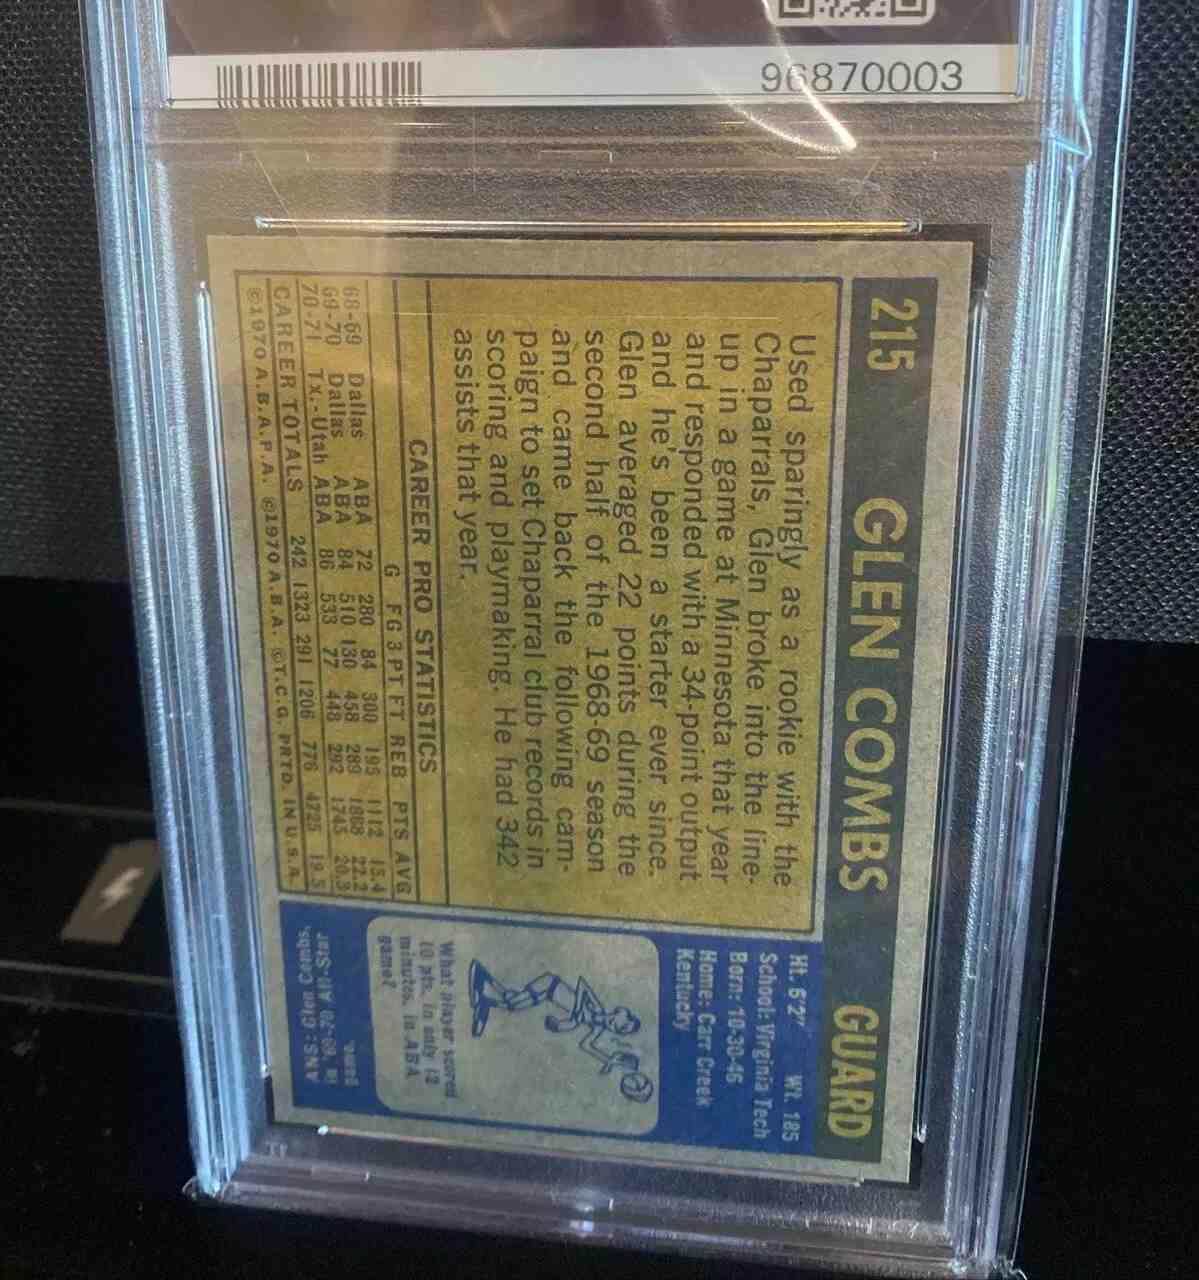 96870003
215 GLEN COMBS GUARD
Used sparingly as a rookie with the
Chaparrals, Glen broke into the line-
up in a game at Minnesota that year
and responded with a 34-point output
and he's been a starter ever since.
Glen averaged 22 points during the
second half of the 1968-69 season
and came back the following cam-
paign to set Chaparral club records in
scoring and playmaking. He had 342
assists that year.
CAREER PRO STATISTICS
G FG 3PT FT REB PTS AVG
68-69 Dallas ABA 72 280 84 300 195 1112 15.4
69-70 Dallas ABA 84 510 130 458 289 1868 22.2
70-71 Tx.-Utah ABA 86 533 77 448 292 1745 20.3
CAREER TOTALS 242 1323 291 1206 776 4725 19.5
©1970 A.B.A.P.A. ©1970 A.B.A. ©T.C.G. PRTD. IN U.S.A.
Ht. 6'2" Wt. 185
School: Virginia Tech
Born: 10-30-46
Home: Carr Creek
Kentucky
What player scored
10 pts. in only 12
minutes, in ABA
game?
ANS: Glen Combs,
in '69-70 All-Star
game.